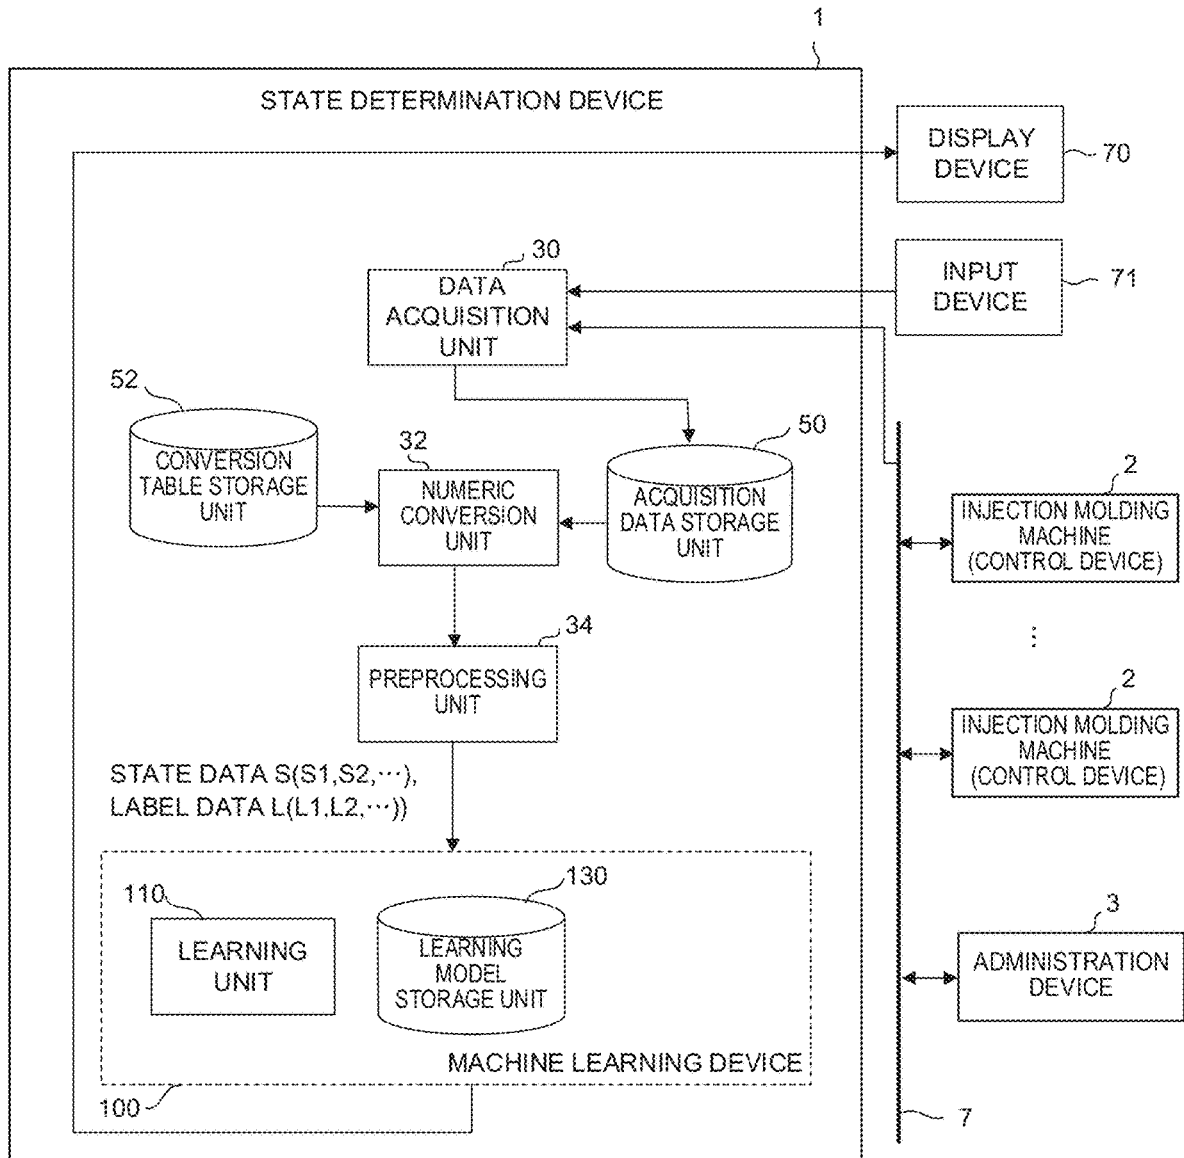 1
STATE DETERMINATION DEVICE
DISPLAY
DEVICE
70
30
DATA
ACQUISITION
UNIT
INPUT
DEVICE
71
52
CONVERSION
TABLE STORAGE
UNIT
32
NUMERIC
CONVERSION
UNIT
50
ACQUISITION
DATA STORAGE
UNIT
2
INJECTION MOLDING
MACHINE
(CONTROL DEVICE)
⋮
34
PREPROCESSING
UNIT
2
INJECTION MOLDING
MACHINE
(CONTROL DEVICE)
STATE DATA S(S1,S2,⋯),
LABEL DATA L(L1,L2,⋯))
110
LEARNING
UNIT
130
LEARNING
MODEL
STORAGE UNIT
3
ADMINISTRATION
DEVICE
MACHINE LEARNING DEVICE
100
7